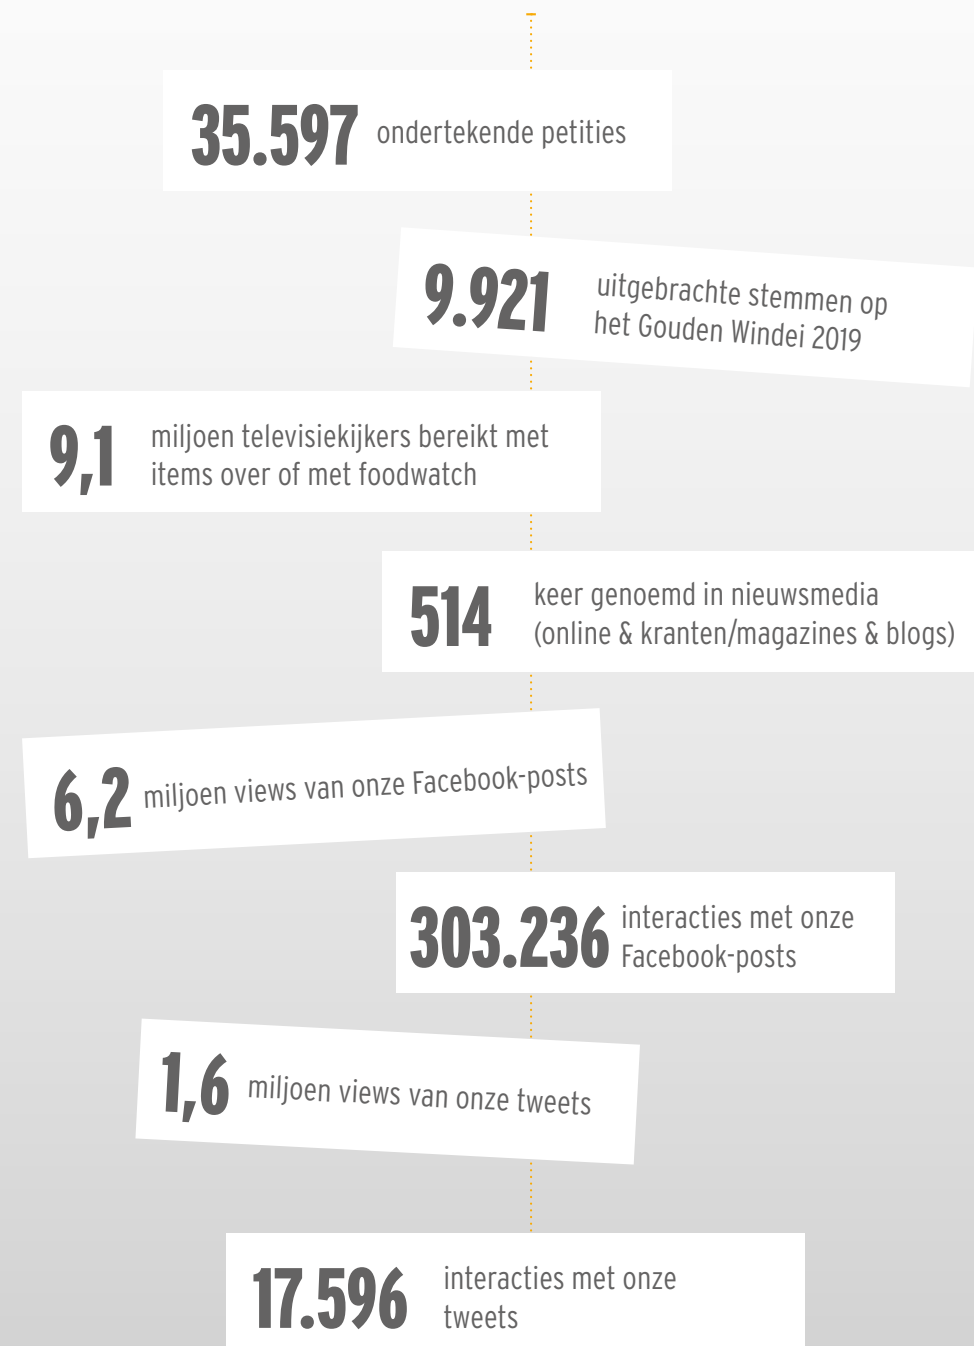 35.597 ondertekende petities
9.921 uitgebrachte stemmen op
het Gouden Windei 2019
9,1 miljoen televisiekijkers bereikt met
items over of met foodwatch
514 keer genoemd in nieuwsmedia
(online & kranten/magazines & blogs)
6,2 miljoen views van onze Facebook-posts
303.236 interacties met onze
Facebook-posts
1,6 miljoen views van onze tweets
17.596 interacties met onze
tweets